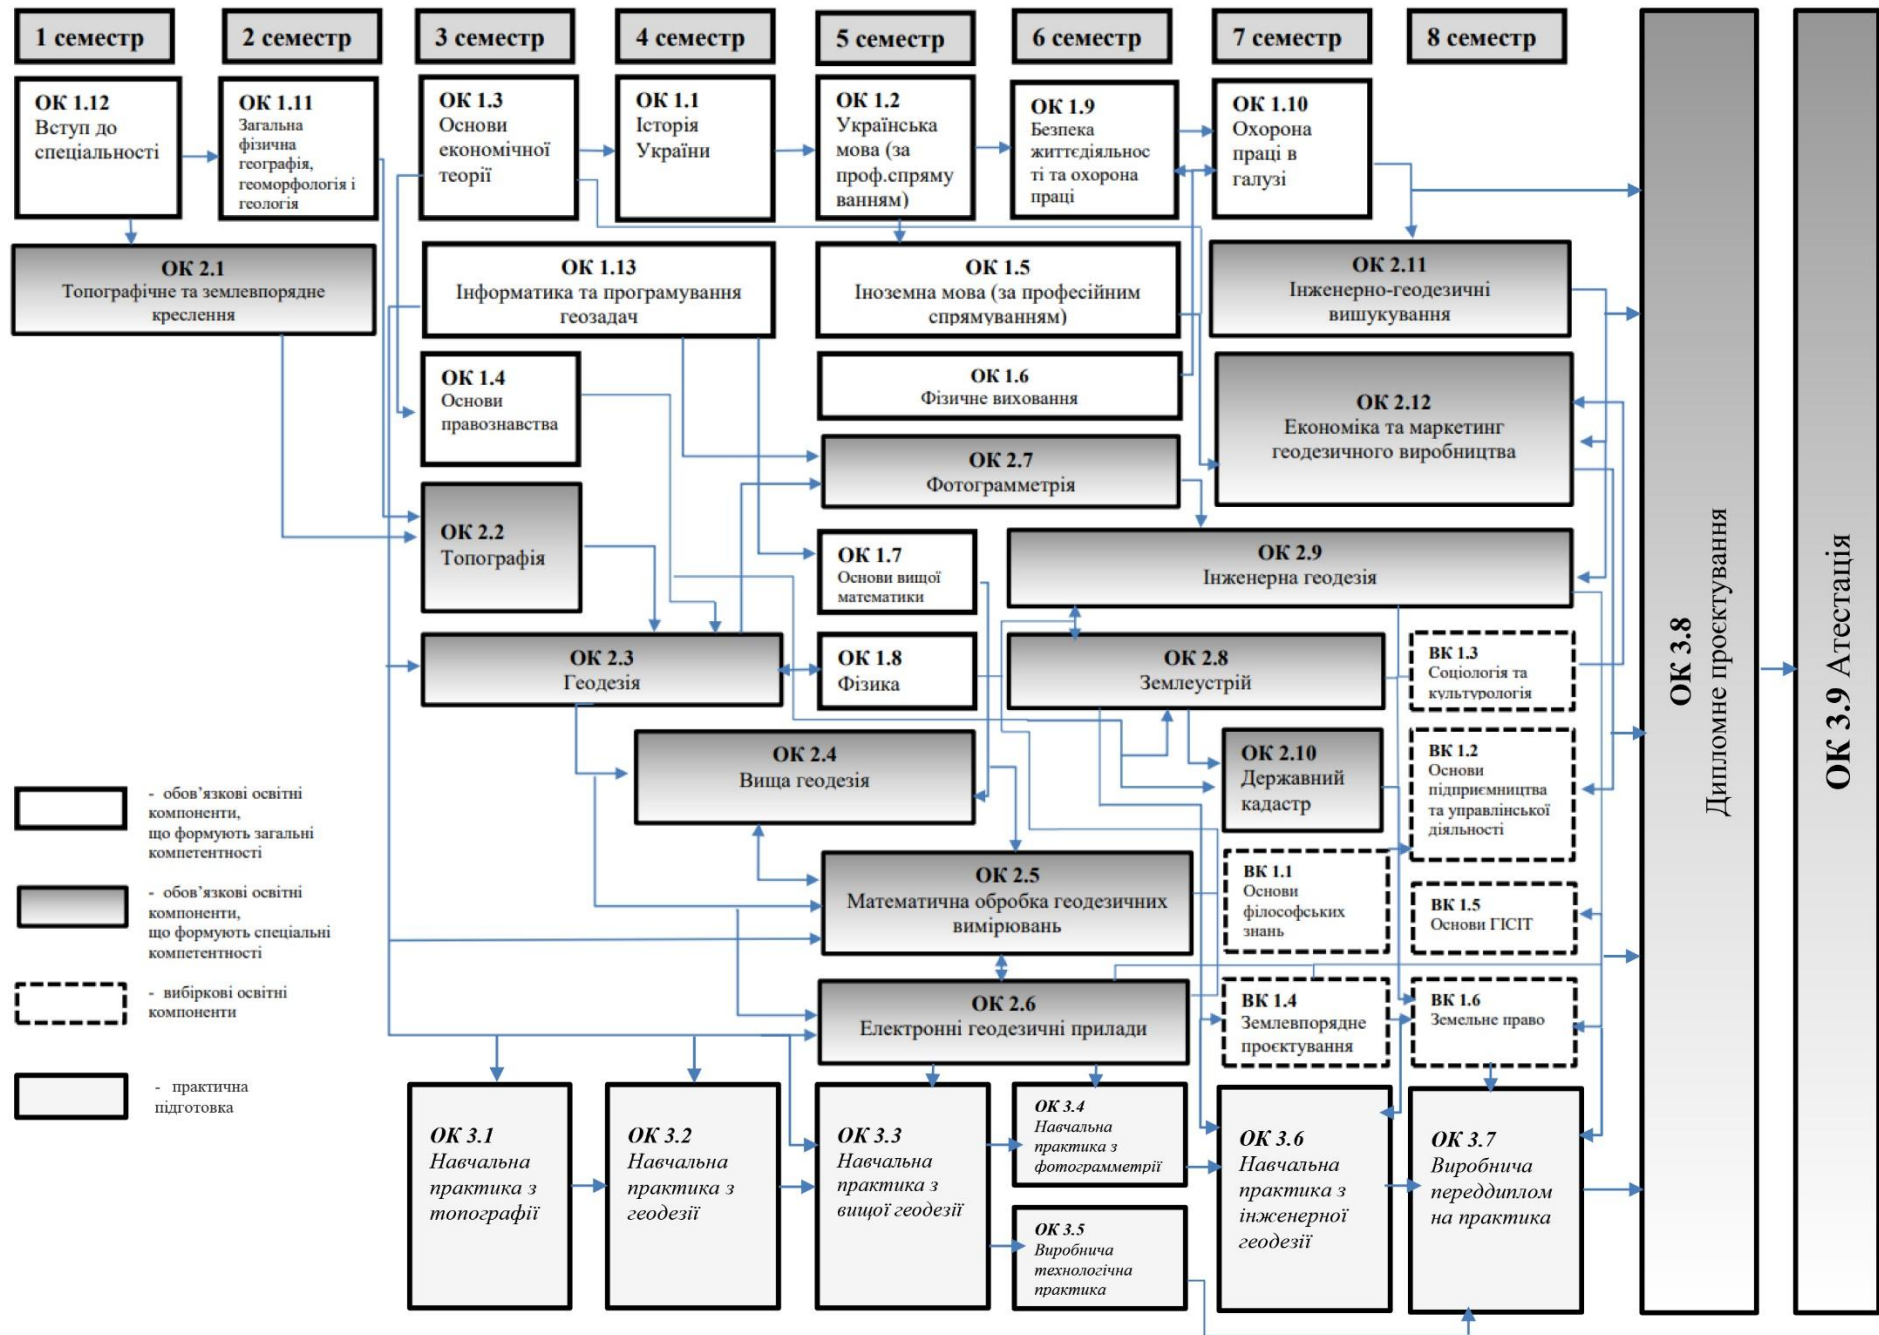 1 семестр
2 семестр
3 семестр
4 семестр
5 семестр
6 семестр
7 семестр
8 семестр
ОК 1.12
Вступ до
спеціальності
ОК 1.11
Загальна
фізична
географія,
геоморфологія і
геологія
ОК 1.3
Основи
економічної
теорії
ОК 1.1
Історія
України
ОК 1.2
Українська
мова (за
проф.спряму
ванням)
ОК 1.9
Безпека
життєдіяльнос
ті та охорона
праці
ОК 1.10
Охорона
праці в
галузі
ОК 2.1
Топографічне та землевпорядне
креслення
ОК 1.13
Інформатика та програмування
геозадач
ОК 1.5
Іноземна мова (за професійним
спрямуванням)
ОК 2.11
Інженерно-геодезичні
вишукування
ОК 1.4
Основи
правознавства
ОК 1.6
Фізичне виховання
ОК 2.12
Економіка та маркетинг
геодезичного виробництва
ОК 2.7
Фотограмметрія
ОК 2.2
Топографія
ОК 1.7
Основи вищої
математики
ОК 2.9
Інженерна геодезія
ОК 2.3
Геодезія
ОК 1.8
Фізика
ОК 2.8
Землеустрій
ВК 1.3
Соціологія та
культурологія
ОК 2.4
Вища геодезія
ОК 2.10
Державний
кадастр
ВК 1.2
Основи
підприємництва
та управлінської
діяльності
ОК 2.5
Математична обробка геодезичних
вимірювань
ВК 1.1
Основи
філософських
знань
ВК 1.5
Основи ГІСІТ
ОК 2.6
Електронні геодезичні прилади
ВК 1.4
Землевпорядне
проєктування
ВК 1.6
Земельне право
ОК 3.1
Навчальна
практика з
топографії
ОК 3.2
Навчальна
практика з
геодезії
ОК 3.3
Навчальна
практика з
вищої геодезії
ОК 3.4
Навчальна
практика з
фотограмметрії
ОК 3.5
Виробнича
технологічна
практика
ОК 3.6
Навчальна
практика з
інженерної
геодезії
ОК 3.7
Виробнича
переддиплом
на практика
ОК 3.8
Дипломне проєктування
ОК 3.9 Атестація
- обов’язкові освітні
компоненти,
що формують загальні
компетентності
- обов’язкові освітні
компоненти,
що формують спеціальні
компетентності
- вибіркові освітні
компоненти
- практична
підготовка